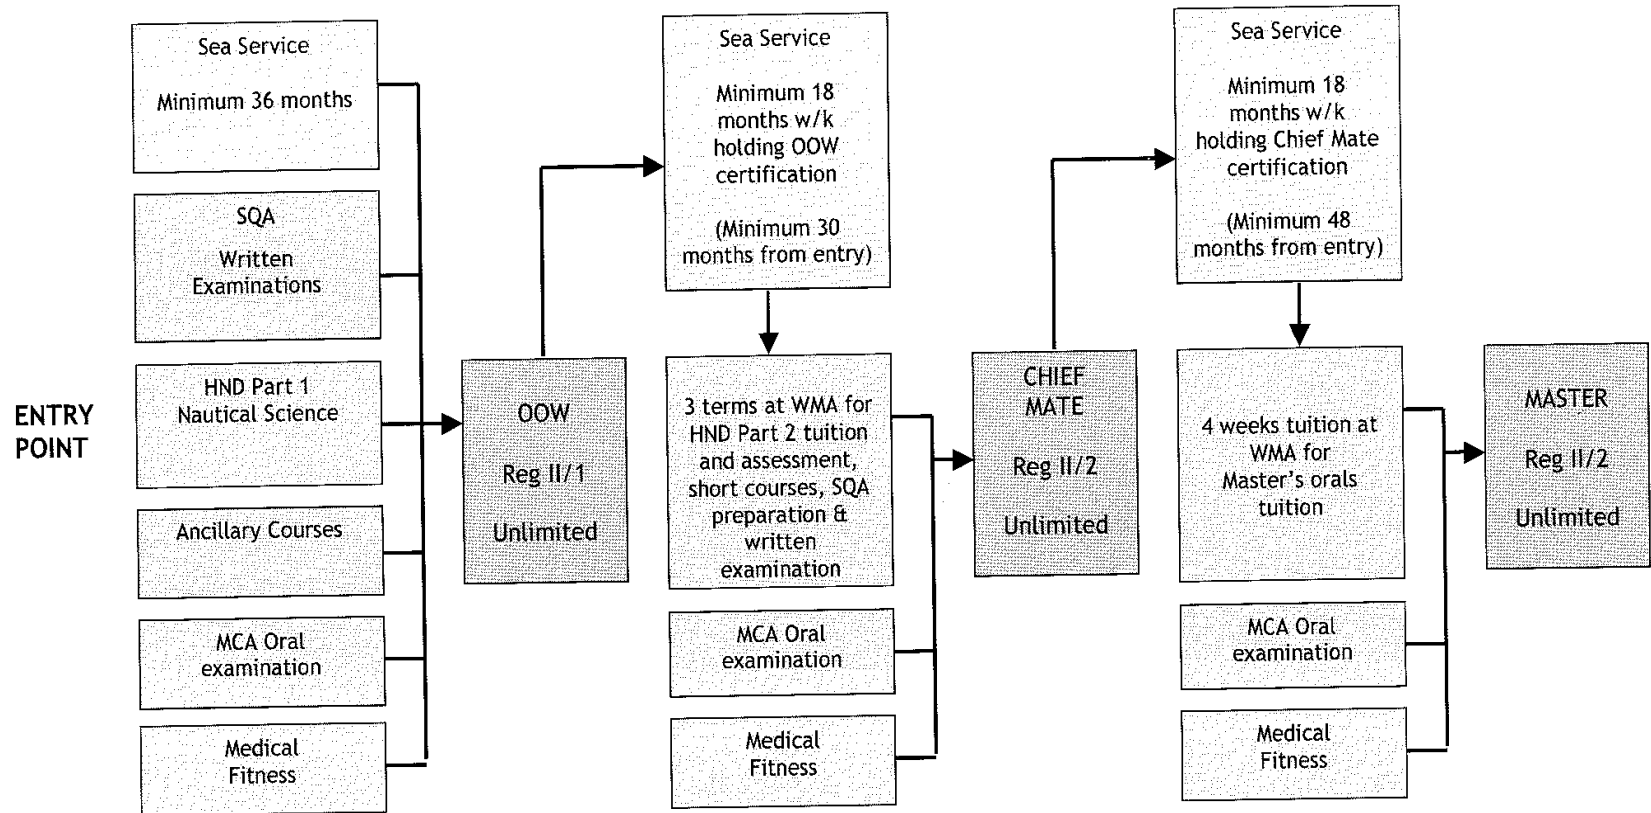 ENTRY
POINT
Sea Service
Minimum 36 months
SQA
Written
Examinations
HND Part 1
Nautical Science
Ancillary Courses
MCA Oral
examination
Medical
Fitness
OOW
Reg II/1
Unlimited
Sea Service
Minimum 18
months w/k
holding OOW
certification
(Minimum 30
months from entry)
3 terms at WMA for
HND Part 2 tuition
and assessment,
short courses, SQA
preparation &
written
examination
MCA Oral
examination
Medical
Fitness
CHIEF
MATE
Reg II/2
Unlimited
Sea Service
Minimum 18
months w/k
holding Chief Mate
certification
(Minimum 48
months from entry)
4 weeks tuition at
WMA for
Master's orals
tuition
MCA Oral
examination
Medical
Fitness
MASTER
Reg II/2
Unlimited